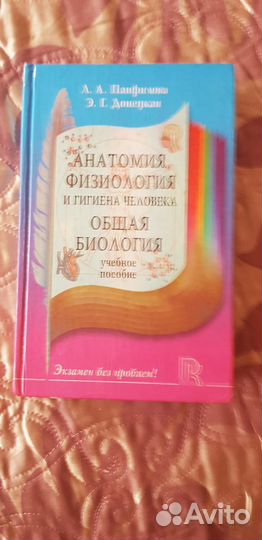 Л. А. Панфилова
Э. Г. Донецкая
АНАТОМИЯ,
ФИЗИОЛОГИЯ
И ГИГИЕНА ЧЕЛОВЕКА
ОБЩАЯ
БИОЛОГИЯ
учебное
пособие
Экзамен без проблем!
Avito